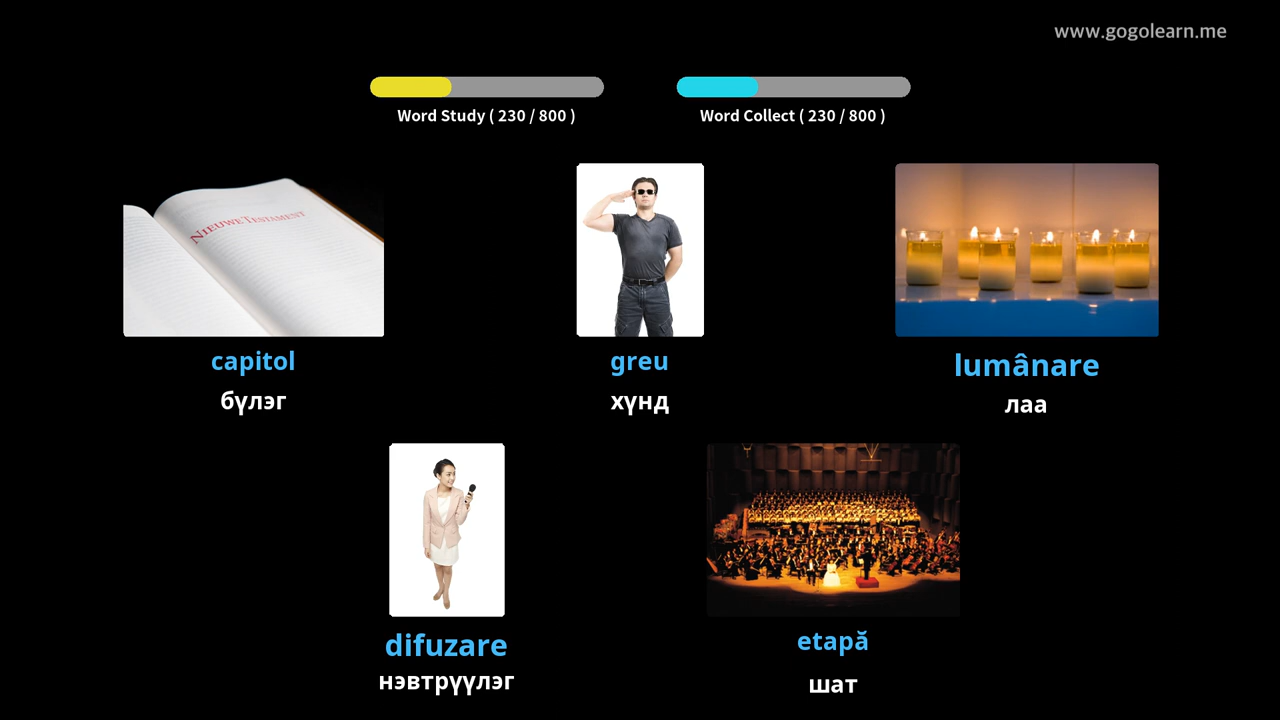 www.gogolearn.me
Word Study ( 230 / 800 )
Word Collect ( 230 / 800 )
NIEUWE TESTAMENT
capitol
бүлэг
greu
хүнд
lumânare
лаа
difuzare
нэвтрүүлэг
etapă
шат